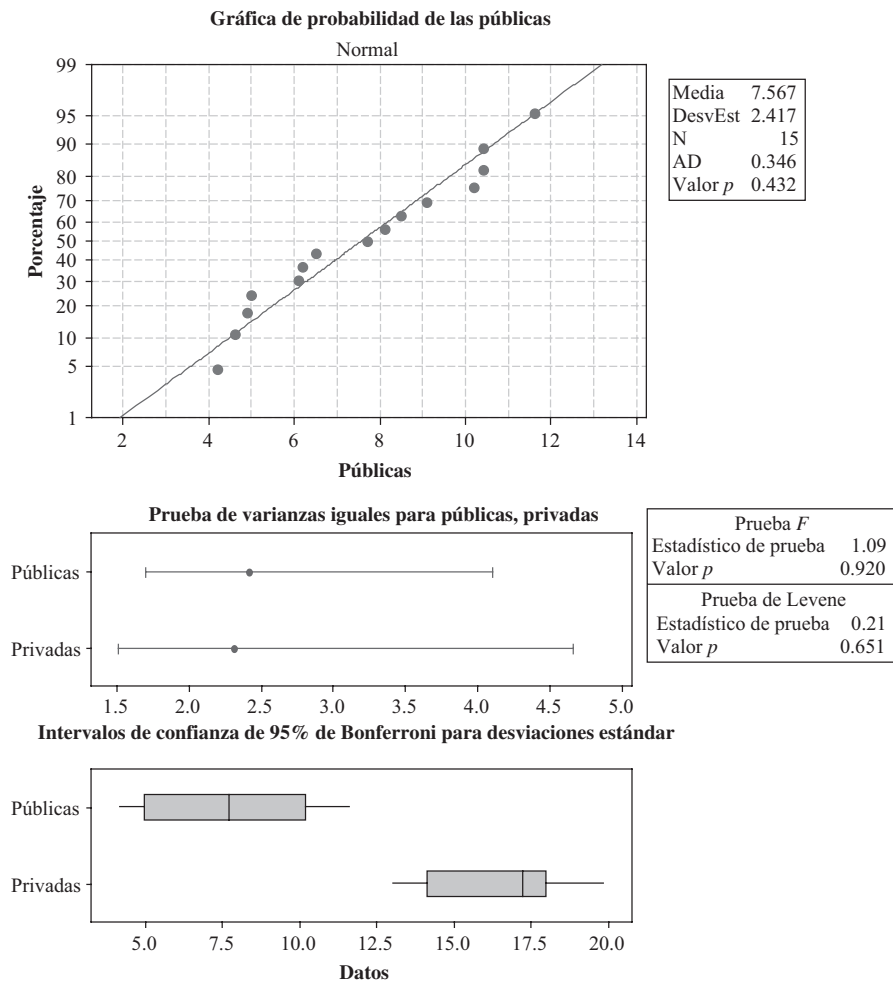 Gráfica de probabilidad de las públicas
Normal
99
95
90
80
70
60
50
40
30
20
10
5
1
Porcentaje
2 4 6 8 10 12 14
Públicas
Media 7.567
DesvEst 2.417
N 15
AD 0.346
Valor p 0.432
Prueba de varianzas iguales para públicas, privadas
Públicas
Privadas
1.5 2.0 2.5 3.0 3.5 4.0 4.5 5.0
Intervalos de confianza de 95% de Bonferroni para desviaciones estándar
Prueba F
Estadístico de prueba 1.09
Valor p 0.920
Prueba de Levene
Estadístico de prueba 0.21
Valor p 0.651
Públicas
Privadas
5.0 7.5 10.0 12.5 15.0 17.5 20.0
Datos